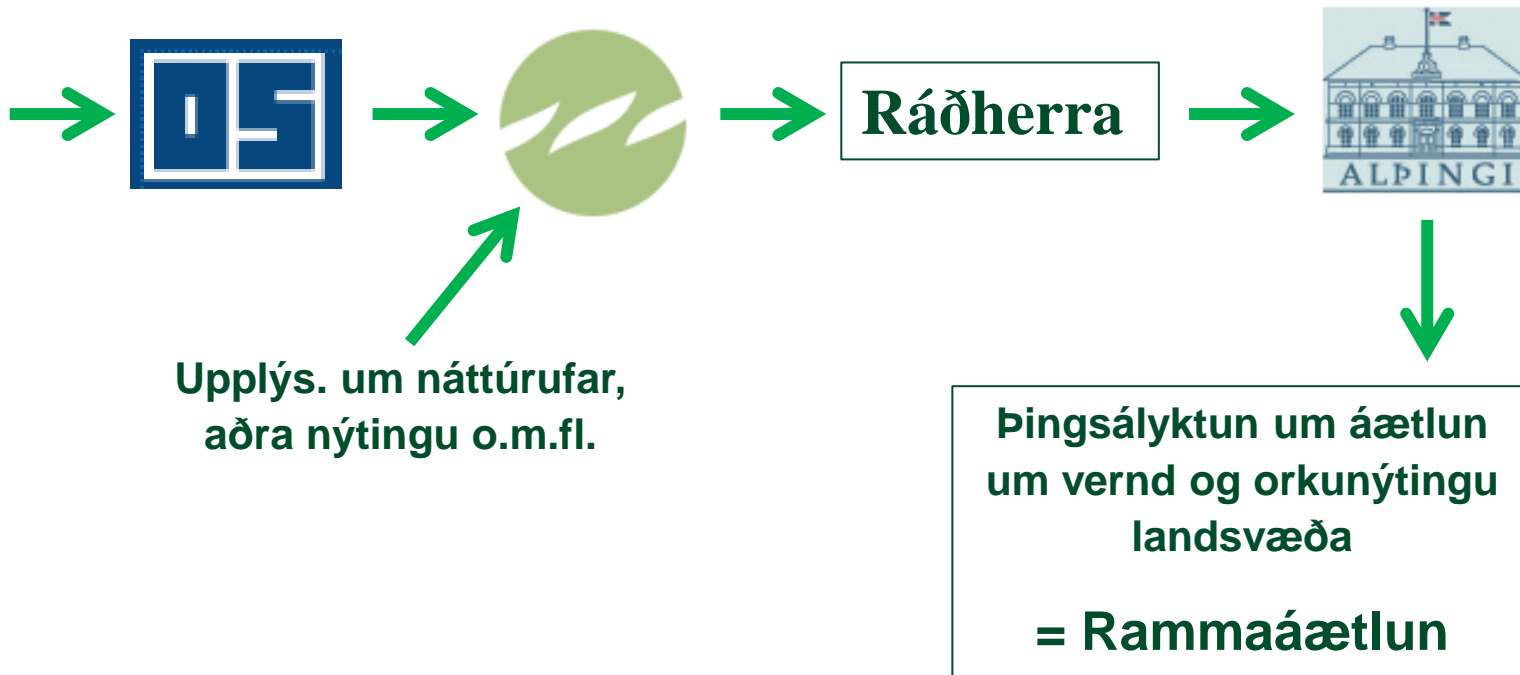 OS
Ráðherra
ALÞINGI
Upplýs. um náttúrufar,
aðra nýtingu o.m.fl.
Þingsályktun um áætlun
um vernd og orkunýtingu
landsvæða
= Rammaáætlun